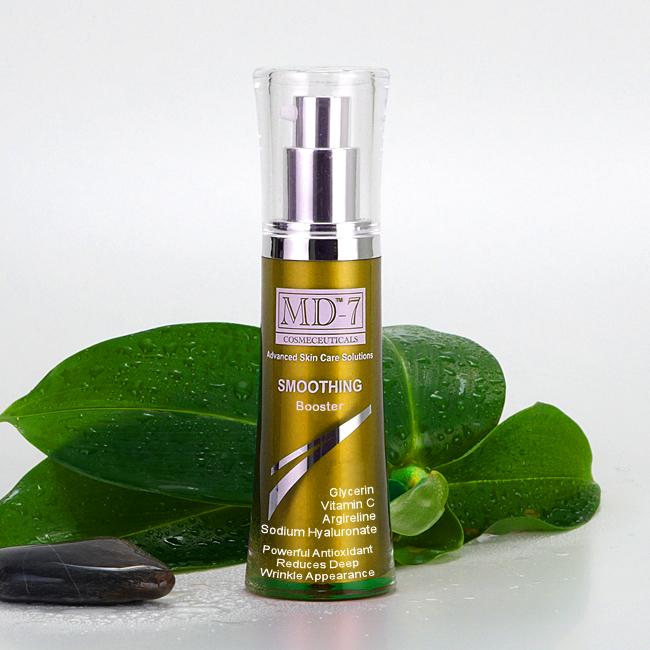 MD™-7
COSMECEUTICALS
Advanced Skin Care Solutions
SMOOTHING
Booster
Glycerin
Vitamin C
Argireline
Sodium Hyaluronate
Powerful Antioxidant
Reduces Deep
Wrinkle Appearance